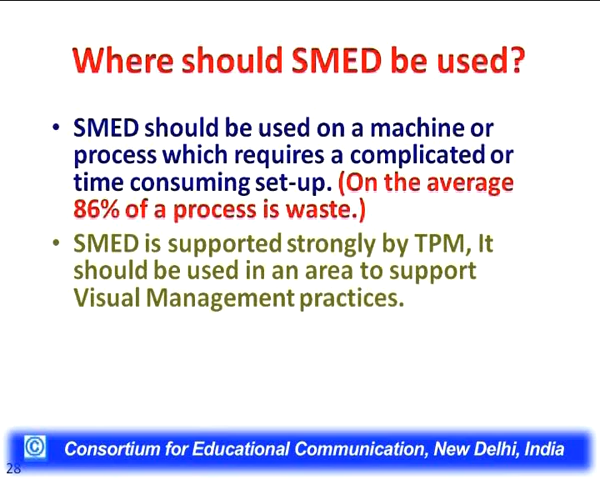 Where should SMED be used?
• SMED should be used on a machine or
process which requires a complicated or
time consuming set-up. (On the average
86% of a process is waste.)
• SMED is supported strongly by TPM, It
should be used in an area to support
Visual Management practices.
© Consortium for Educational Communication, New Delhi, India
28